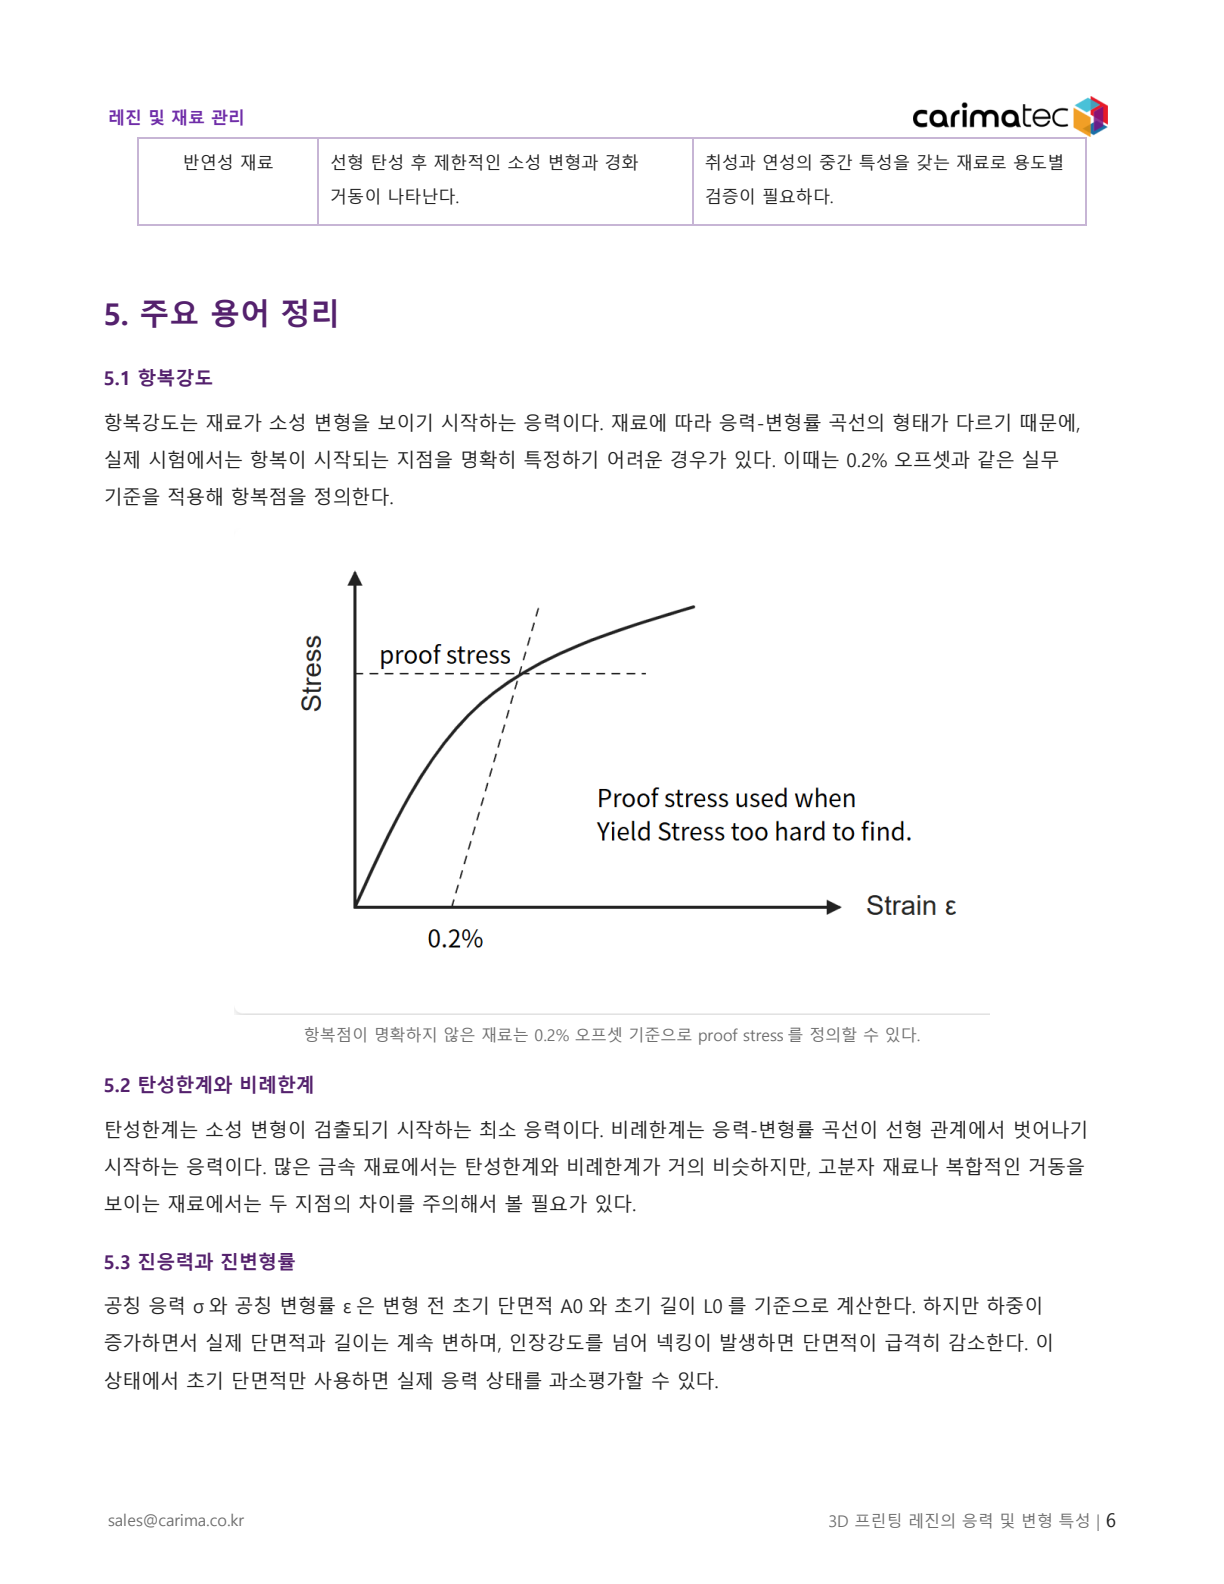 레진 및 재료 관리
carimatec
반연성 재료
선형 탄성 후 제한적인 소성 변형과 경화
거동이 나타난다.
취성과 연성의 중간 특성을 갖는 재료로 용도별
검증이 필요하다.
5. 주요 용어 정리
5.1 항복강도
항복강도는 재료가 소성 변형을 보이기 시작하는 응력이다. 재료에 따라 응력-변형률 곡선의 형태가 다르기 때문에,
실제 시험에서는 항복이 시작되는 지점을 명확히 특정하기 어려운 경우가 있다. 이때는 0.2% 오프셋과 같은 실무
기준을 적용해 항복점을 정의한다.
Stress
proof stress
Proof stress used when
Yield Stress too hard to find.
Strain ε
0.2%
항복점이 명확하지 않은 재료는 0.2% 오프셋 기준으로 proof stress 를 정의할 수 있다.
5.2 탄성한계와 비례한계
탄성한계는 소성 변형이 검출되기 시작하는 최소 응력이다. 비례한계는 응력-변형률 곡선이 선형 관계에서 벗어나기
시작하는 응력이다. 많은 금속 재료에서는 탄성한계와 비례한계가 거의 비슷하지만, 고분자 재료나 복합적인 거동을
보이는 재료에서는 두 지점의 차이를 주의해서 볼 필요가 있다.
5.3 진응력과 진변형률
공칭 응력 σ 와 공칭 변형률 ε 은 변형 전 초기 단면적 A0 와 초기 길이 L0 를 기준으로 계산한다. 하지만 하중이
증가하면서 실제 단면적과 길이는 계속 변하며, 인장강도를 넘어 넥킹이 발생하면 단면적이 급격히 감소한다. 이
상태에서 초기 단면적만 사용하면 실제 응력 상태를 과소평가할 수 있다.
sales@carima.co.kr
3D 프린팅 레진의 응력 및 변형 특성 | 6